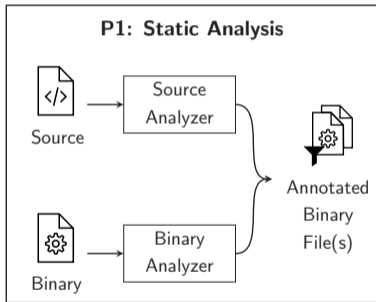 P1: Static Analysis
</>
Source
Source
Analyzer
Annotated
Binary
File(s)
Binary
Binary
Analyzer